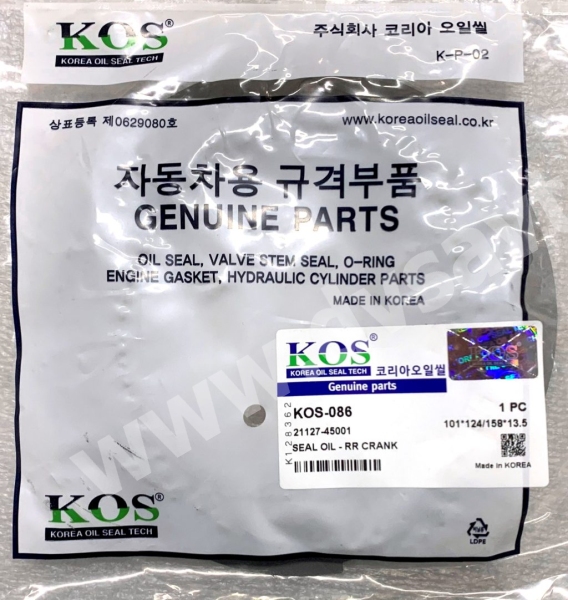 KOS®
KOREA OIL SEAL TECH
주식회사 코리아 오일씰
K-P-02
상표등록 제0629080호
www.koreaoilseal.co.kr
자동차용 규격부품
GENUINE PARTS
OIL SEAL, VALVE STEM SEAL, O-RING
ENGINE GASKET, HYDRAULIC CYLINDER PARTS
MADE IN KOREA
KOS®
KOREA OIL SEAL TECH
코리아오일씰
Genuine parts
K128362
KOS-086
1 PC
21127-45001
101*124/158*13.5
SEAL OIL - RR CRANK
Made in KOREA
KOS®
KOREA OIL SEAL TECH
LDPE